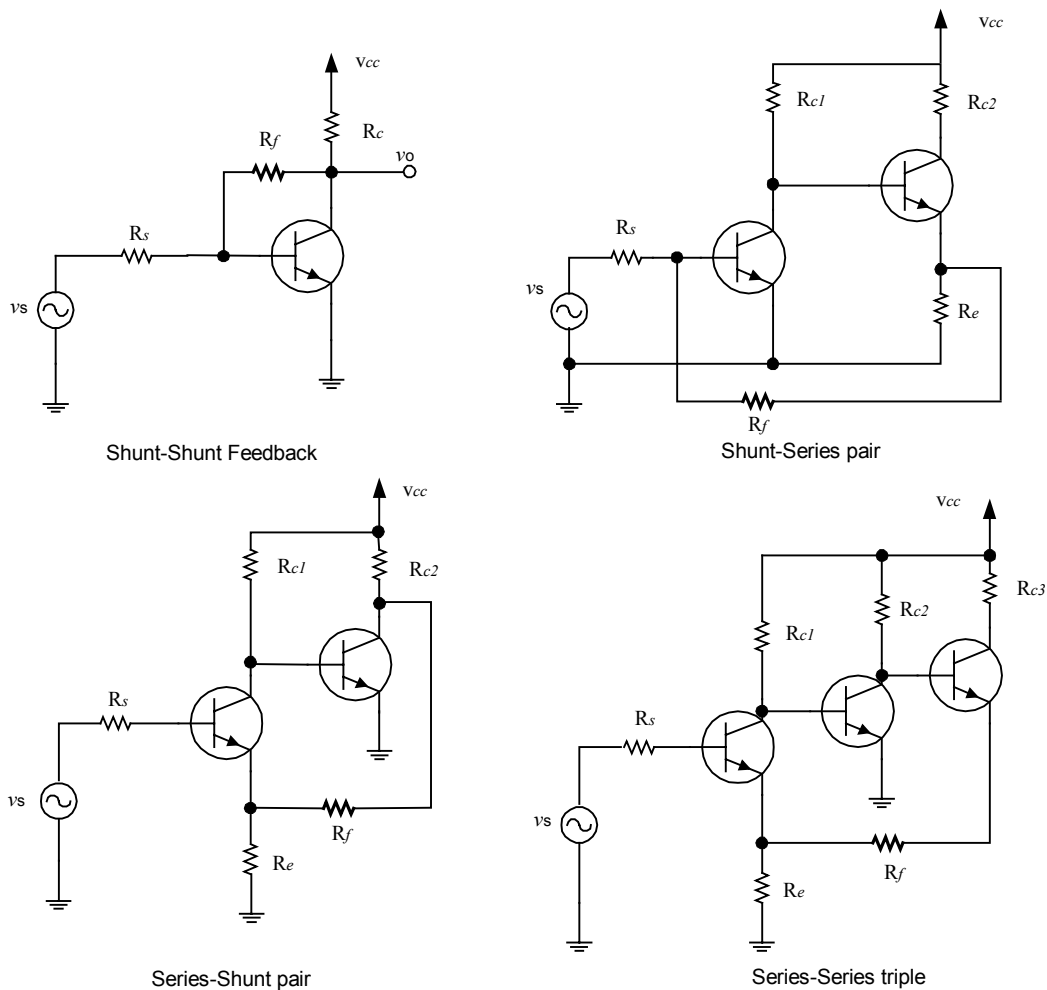 vcc
Rc
Rf
vo
Rs
vs
Shunt-Shunt Feedback
vcc
Rc1
Rc2
Rs
vs
Re
Rf
Shunt-Series pair
vcc
Rc1
Rc2
Rs
vs
Rf
Re
Series-Shunt pair
vcc
Rc3
Rc2
Rc1
Rs
vs
Rf
Re
Series-Series triple